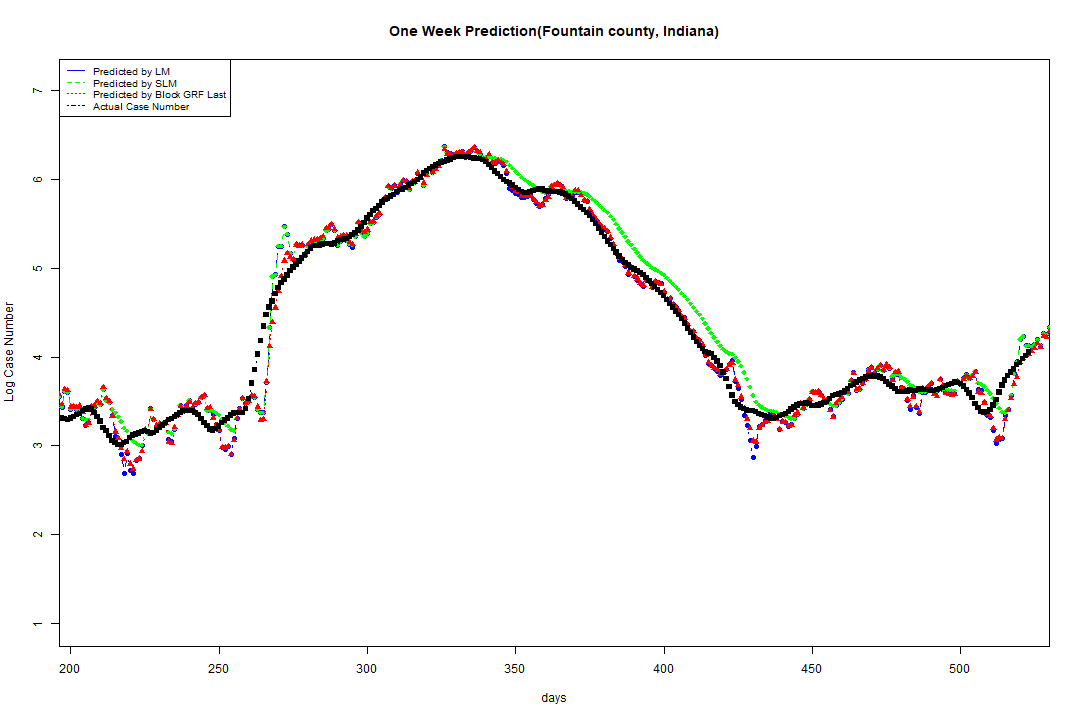 One Week Prediction(Fountain county, Indiana)
Predicted by LM
Predicted by SLM
Predicted by Block GRF Last
Actual Case Number
7
6
5
4
3
2
1
Log Case Number
200 250 300 350 400 450 500
days